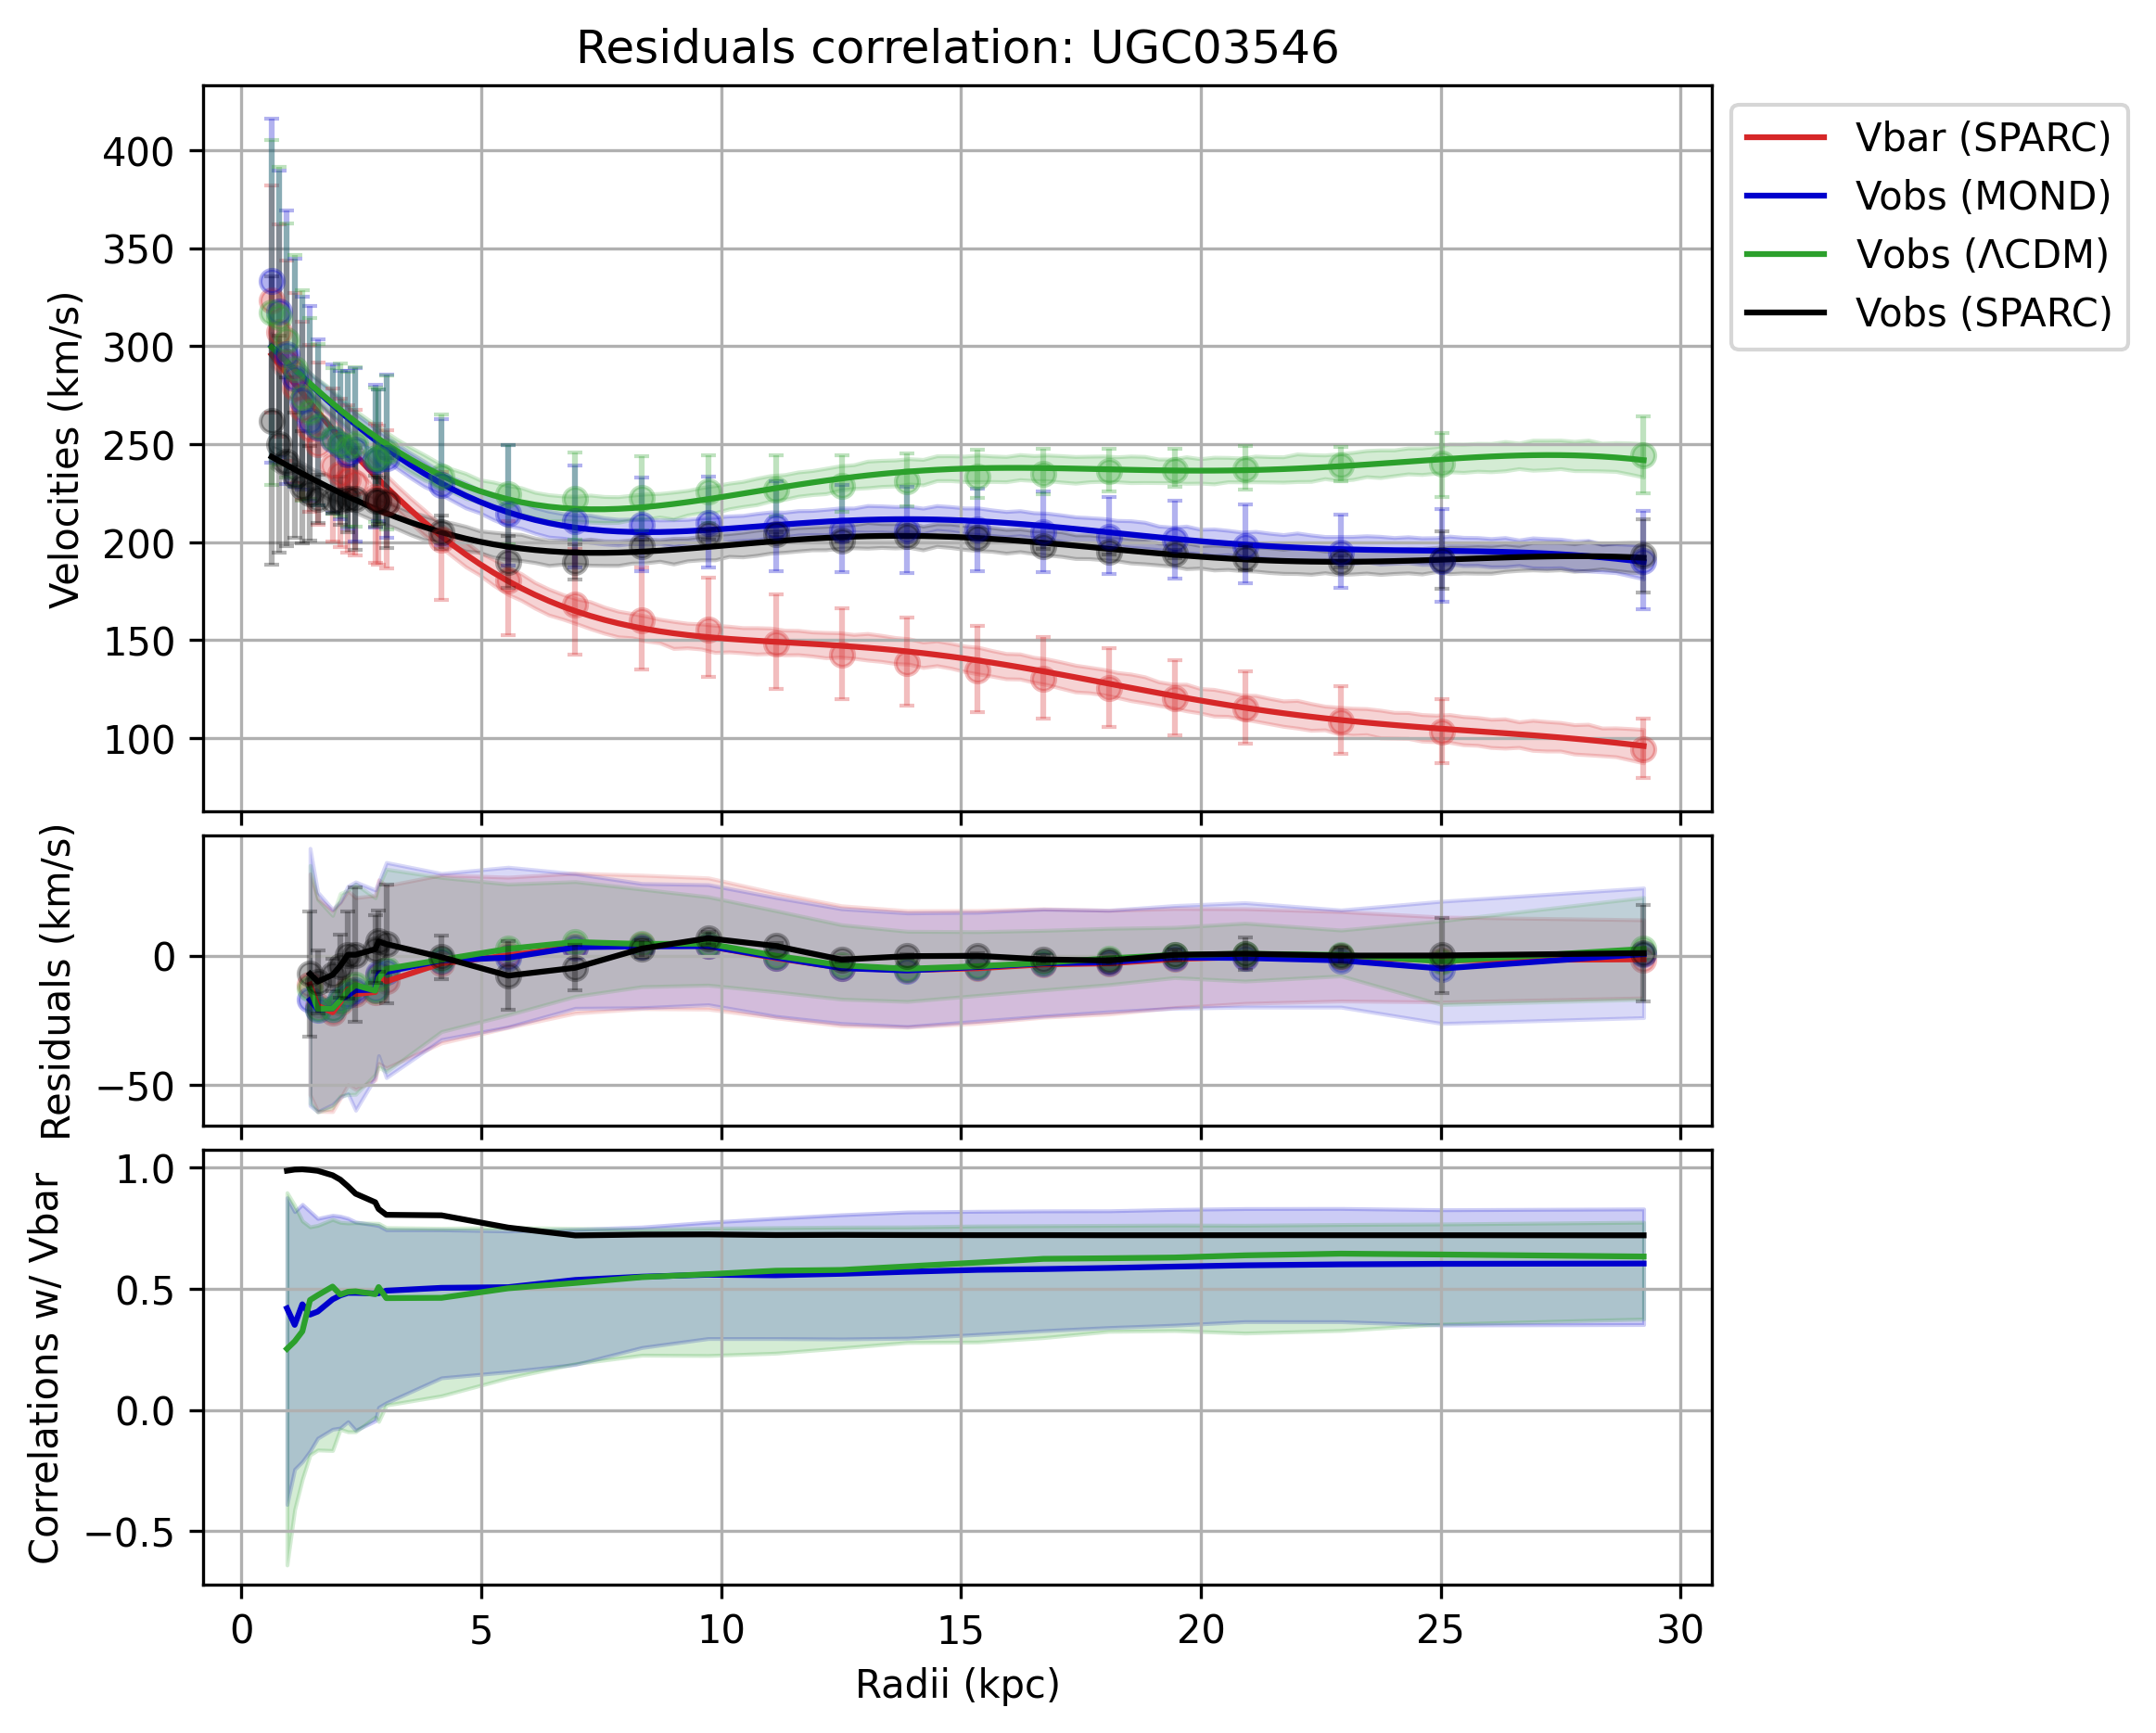 Residuals correlation: UGC03546
Velocities (km/s)
400
350
300
250
200
150
100
Vbar (SPARC)
Vobs (MOND)
Vobs (ΛCDM)
Vobs (SPARC)
Residuals (km/s)
0
−50
Correlations w/ Vbar
1.0
0.5
0.0
−0.5
0 5 10 15 20 25 30
Radii (kpc)